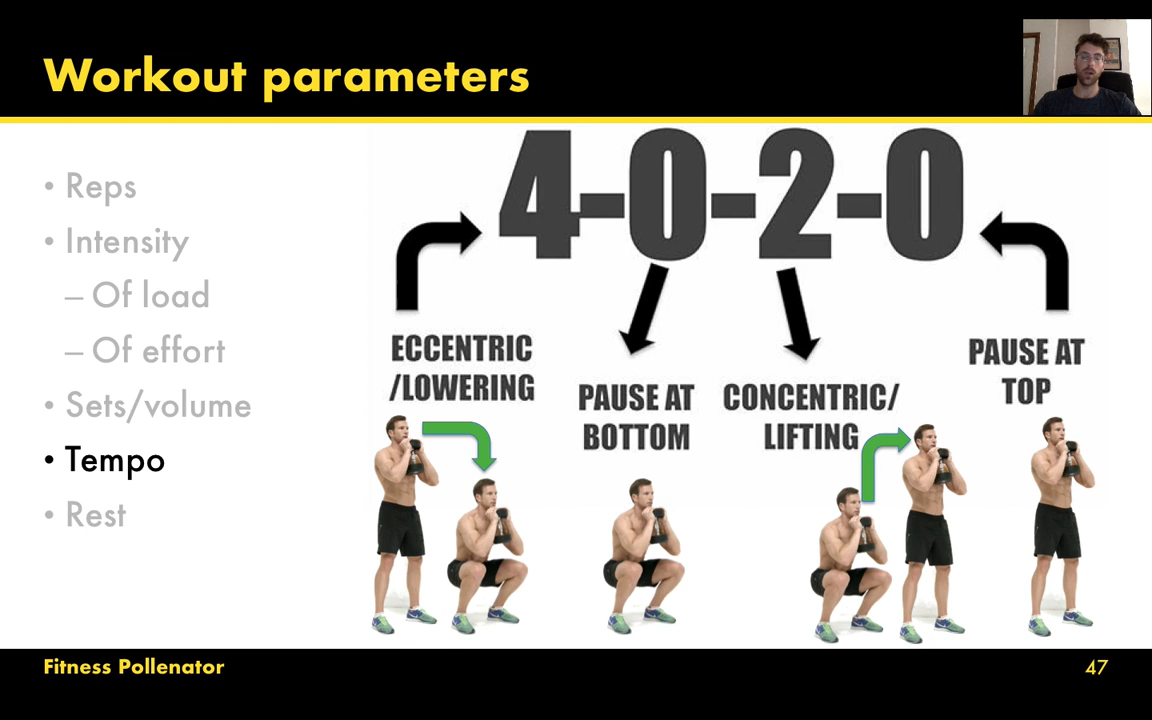 Workout parameters
• Reps
• Intensity
– Of load
– Of effort
• Sets/volume
• Tempo
• Rest
4-0-2-0
ECCENTRIC
/LOWERING
PAUSE AT
BOTTOM
CONCENTRIC/
LIFTING
PAUSE AT
TOP
Fitness Pollenator
47